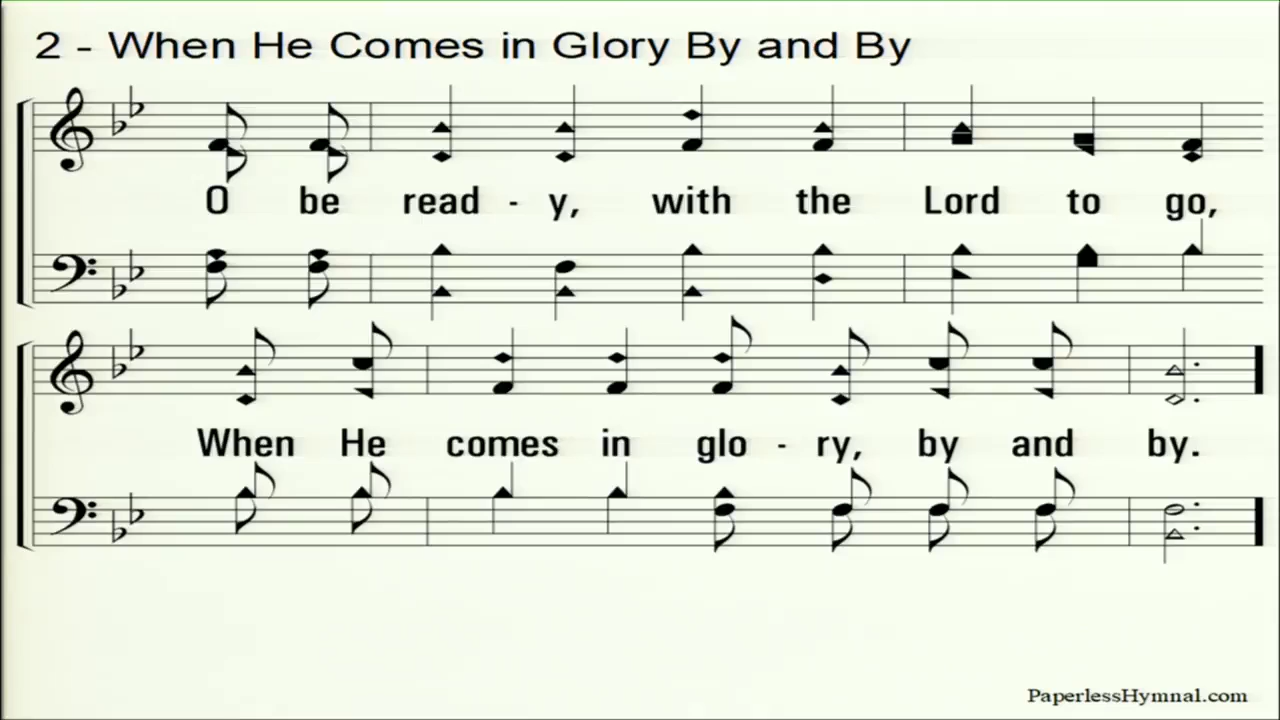 2 - When He Comes in Glory By and By
O be read - y, with the Lord to go,
When He comes in glo - ry, by and by.
PaperlessHymnal.com